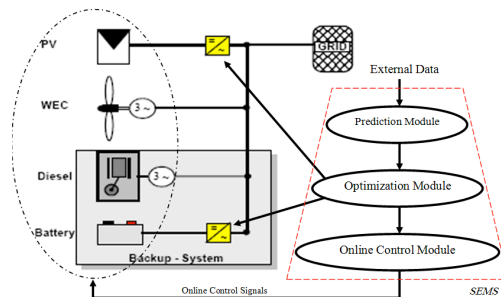 PV
=
~
GRID
External Data
WEC
3 ~
Prediction Module
Diesel
3 ~
Optimization Module
Battery
=
~
Online Control Module
Backup - System
Online Control Signals
SEMS